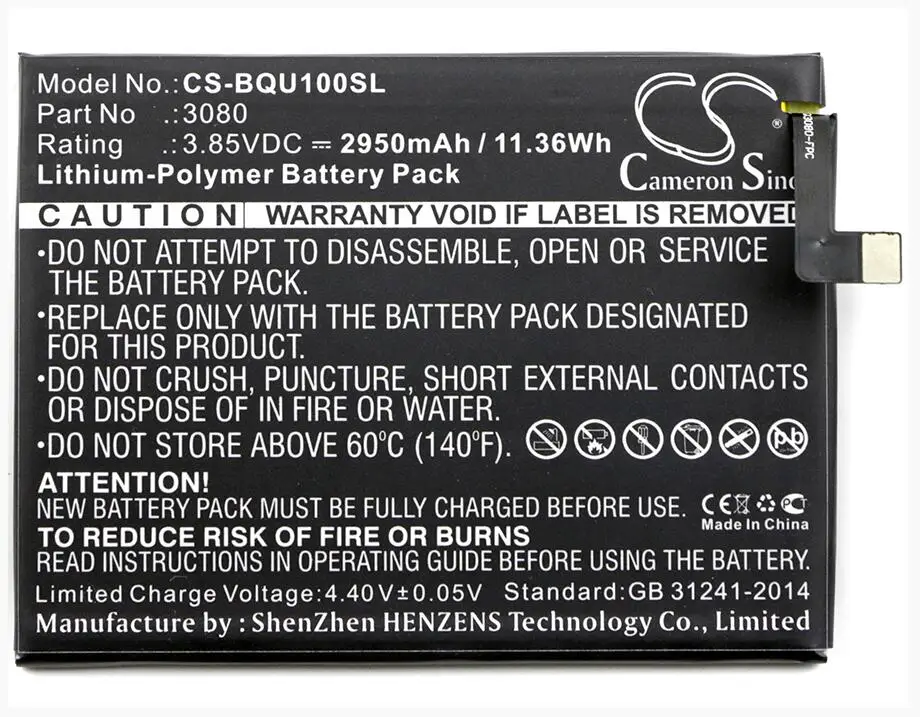 Model No.:CS-BQU100SL
Part No .:3080
Rating .:3.85VDC ⎓ 2950mAh / 11.36Wh
Lithium-Polymer Battery Pack
CS
®
Cameron Sino
3080-FPC
CAUTION WARRANTY VOID IF LABEL IS REMOVED
•DO NOT ATTEMPT TO DISASSEMBLE, OPEN OR SERVICE
THE BATTERY PACK.
•REPLACE ONLY WITH THE BATTERY PACK DESIGNATED
FOR THIS PRODUCT.
•DO NOT CRUSH, PUNCTURE, SHORT EXTERNAL CONTACTS
OR DISPOSE OF IN FIRE OR WATER.
•DO NOT STORE ABOVE 60°C (140°F).
Pb
ATTENTION!
NEW BATTERY PACK MUST BE FULLY CHARGED BEFORE USE.
CE
PCT
Made In China
TO REDUCE RISK OF FIRE OR BURNS
READ INSTRUCTIONS IN OPERATING GUIDE BEFORE USING THE BATTERY.
Limited Charge Voltage:4.40V±0.05V Standard:GB 31241-2014
Manufacture by : ShenZhen HENZENS Technology Co., Limited